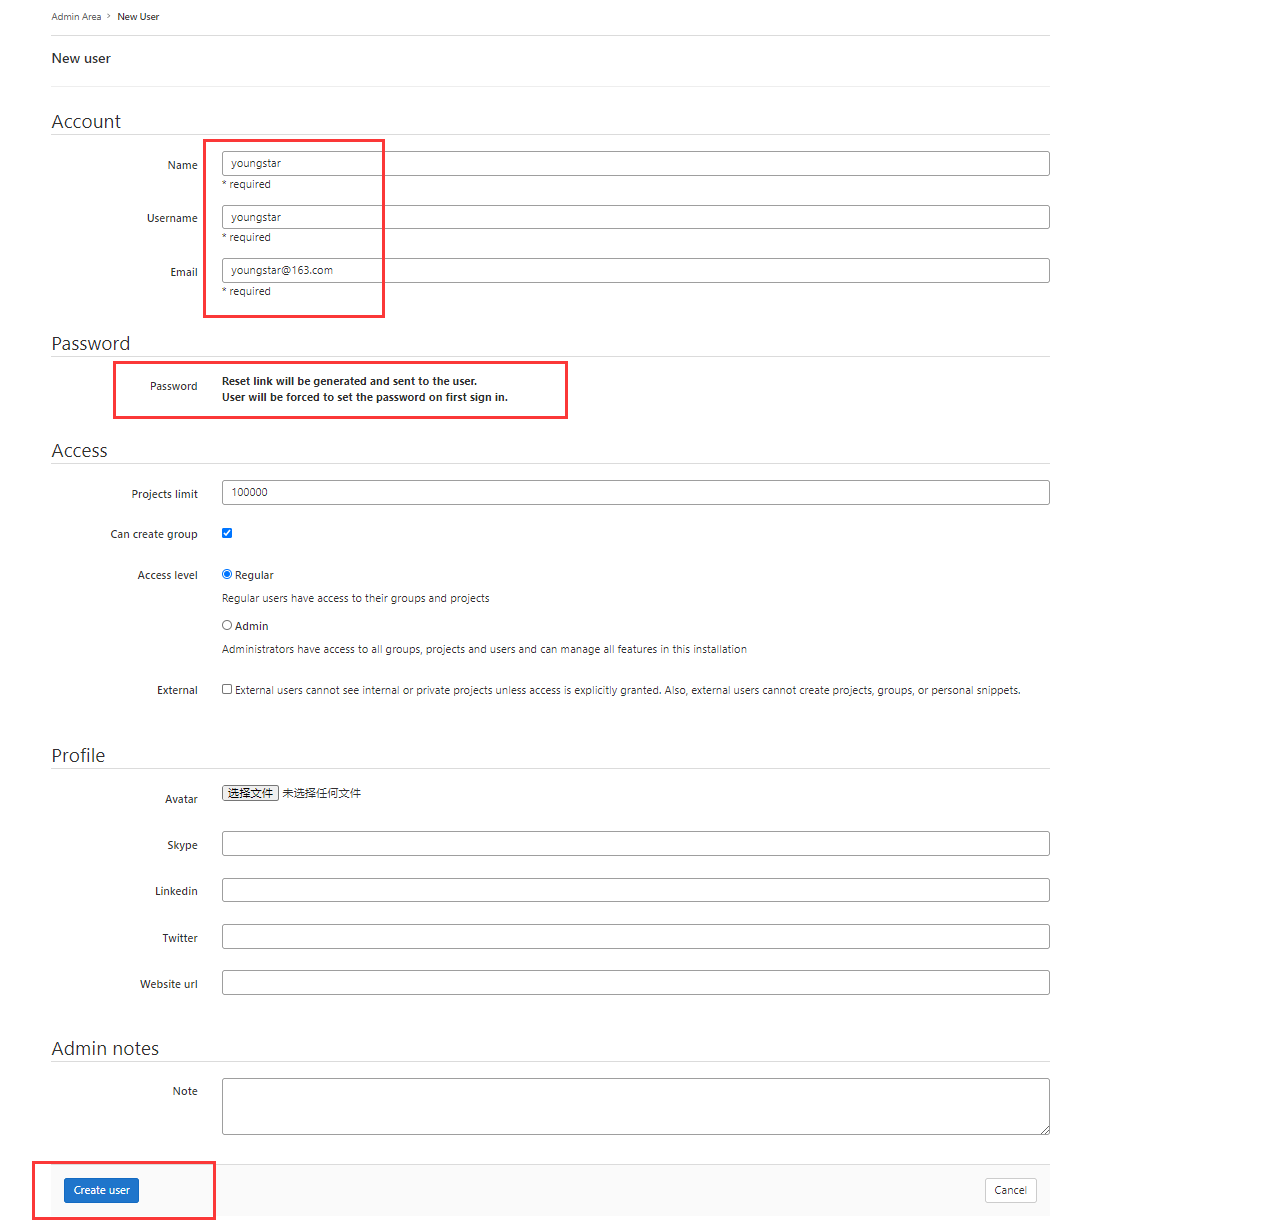 Admin Area > New User
New user
Account
Name youngstar
* required
Username youngstar
* required
Email youngstar@163.com
* required
Password
Password Reset link will be generated and sent to the user.
User will be forced to set the password on first sign in.
Access
Projects limit 100000
Can create group
Access level Regular
Regular users have access to their groups and projects
Admin
Administrators have access to all groups, projects and users and can manage all features in this installation
External External users cannot see internal or private projects unless access is explicitly granted. Also, external users cannot create projects, groups, or personal snippets.
Profile
Avatar 选择文件 未选择任何文件
Skype
Linkedin
Twitter
Website url
Admin notes
Note
Create user Cancel